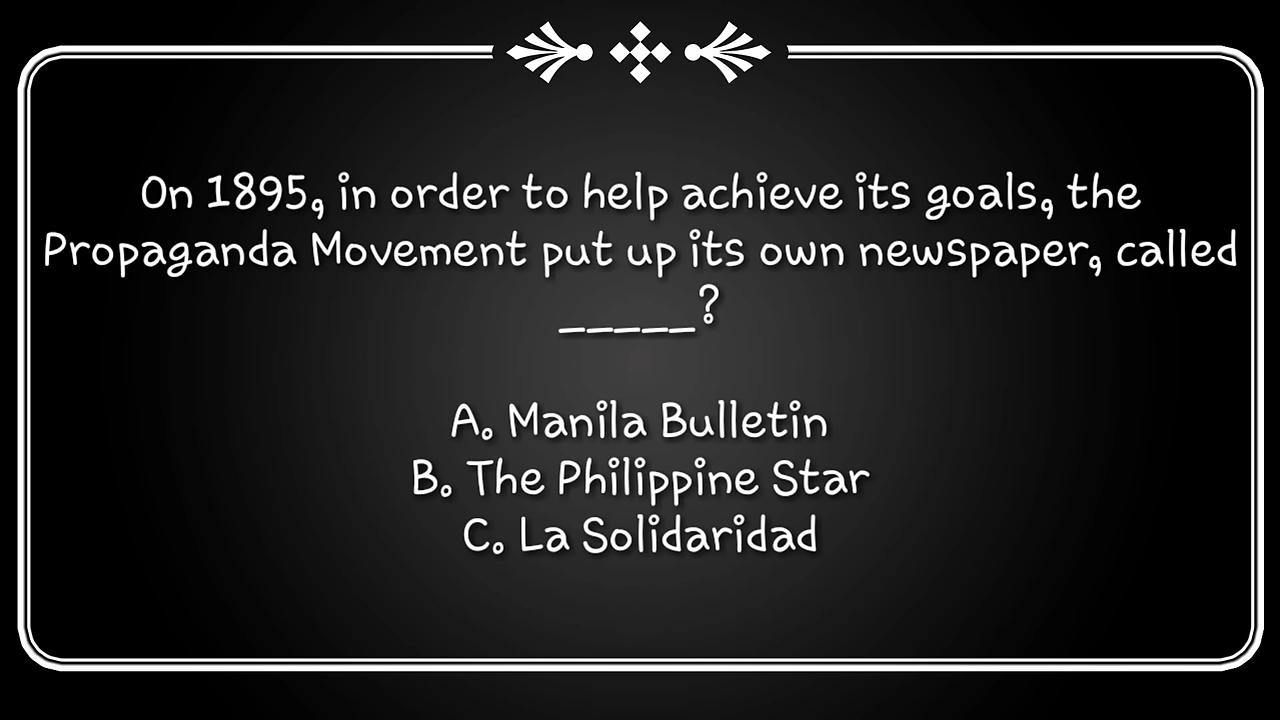 On 1895, in order to help achieve its goals, the
Propaganda Movement put up its own newspaper, called
_____?
A. Manila Bulletin
B. The Philippine Star
C. La Solidaridad